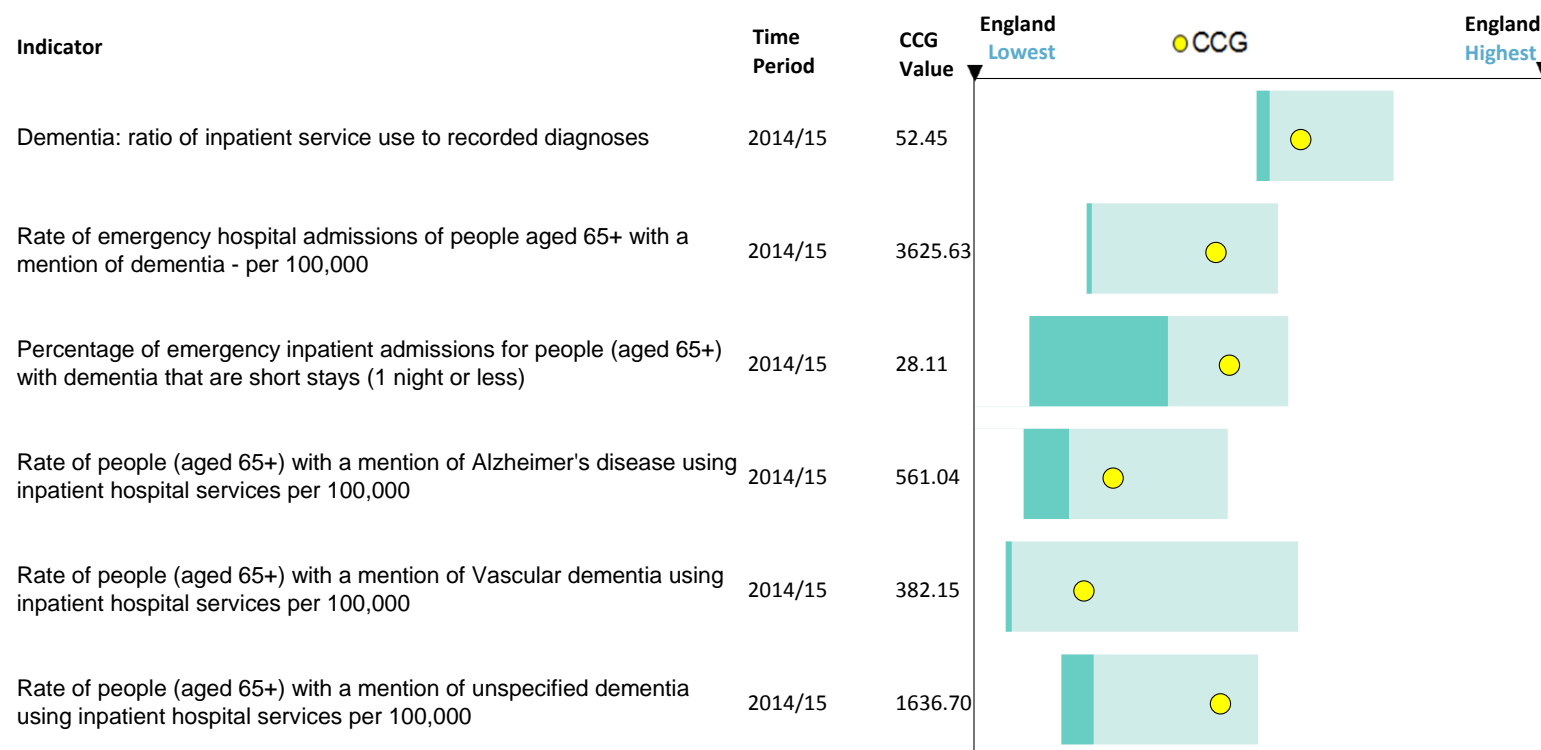 Indicator
Time
Period
CCG
Value
England
Lowest
CCG
England
Highest
Dementia: ratio of inpatient service use to recorded diagnoses
2014/15
52.45
Rate of emergency hospital admissions of people aged 65+ with a
mention of dementia - per 100,000
2014/15
3625.63
Percentage of emergency inpatient admissions for people (aged 65+)
with dementia that are short stays (1 night or less)
2014/15
28.11
Rate of people (aged 65+) with a mention of Alzheimer's disease using
inpatient hospital services per 100,000
2014/15
561.04
Rate of people (aged 65+) with a mention of Vascular dementia using
inpatient hospital services per 100,000
2014/15
382.15
Rate of people (aged 65+) with a mention of unspecified dementia
using inpatient hospital services per 100,000
2014/15
1636.70